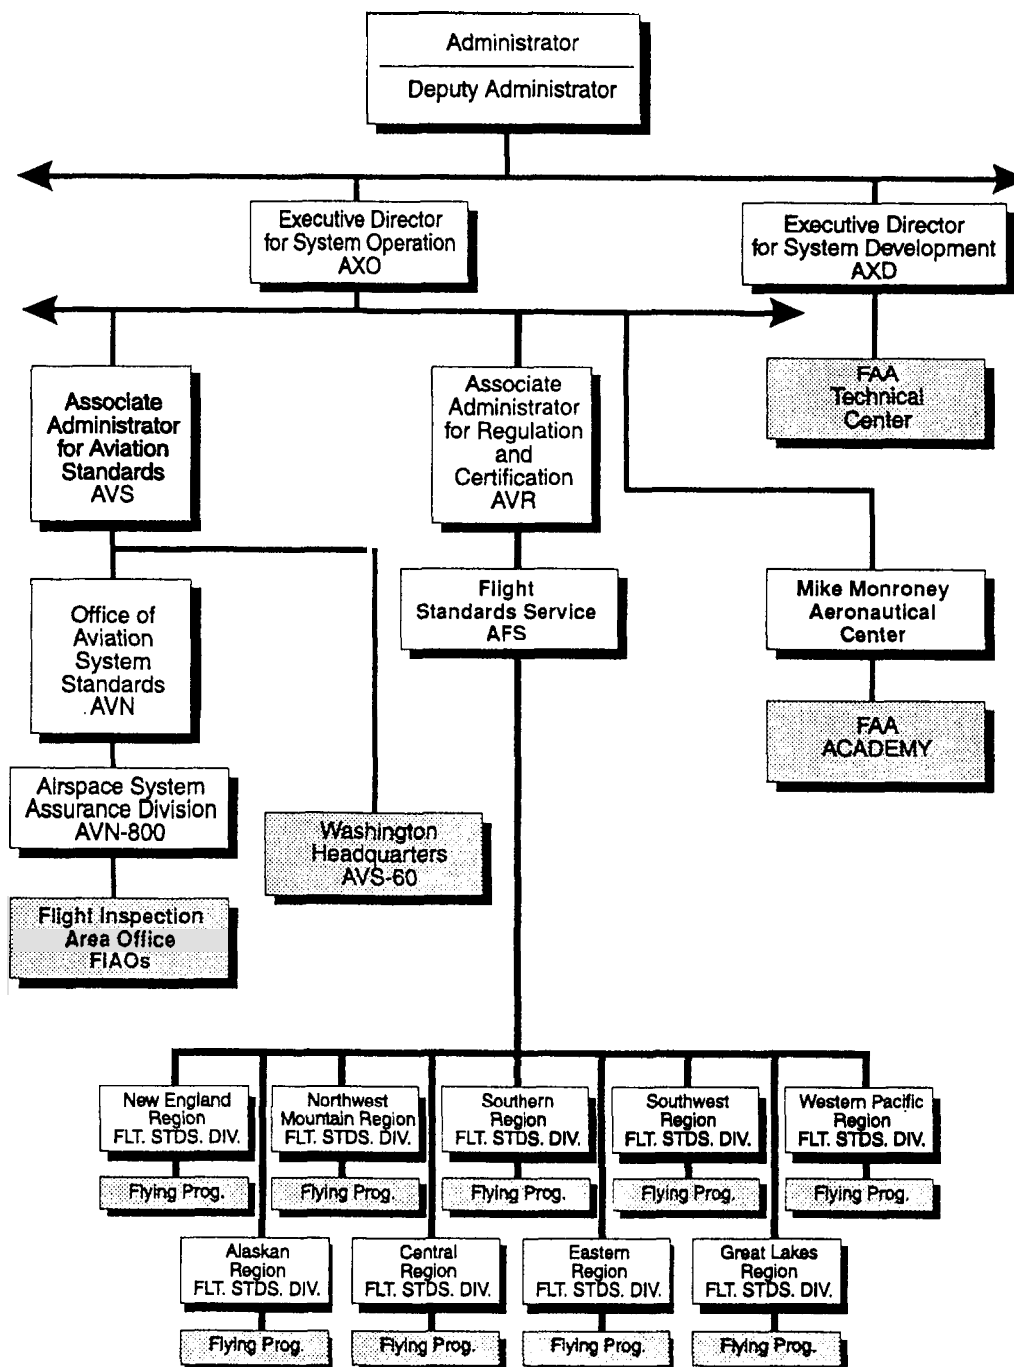 Administrator
Deputy Administrator
Executive Director
for System Operation
AXO
Executive Director
for System Development
AXD
Associate
Administrator
for Aviation
Standards
AVS
Associate
Administrator
for Regulation
and
Certification
AVR
FAA
Technical
Center
Office of
Aviation
System
Standards
AVN
Flight
Standards Service
AFS
Mike Monroney
Aeronautical
Center
FAA
ACADEMY
Airspace System
Assurance Division
AVN-800
Washington
Headquarters
AVS-60
Flight Inspection
Area Office
FIAOs
New England
Region
FLT. STDS. DIV.
Flying Prog.
Northwest
Mountain Region
FLT. STDS. DIV.
Flying Prog.
Southern
Region
FLT. STDS. DIV.
Flying Prog.
Southwest
Region
FLT. STDS. DIV.
Flying Prog.
Western Pacific
Region
FLT. STDS. DIV.
Flying Prog.
Alaskan
Region
FLT. STDS. DIV.
Flying Prog.
Central
Region
FLT. STDS. DIV.
Flying Prog.
Eastern
Region
FLT. STDS. DIV.
Flying Prog.
Great Lakes
Region
FLT. STDS. DIV.
Flying Prog.